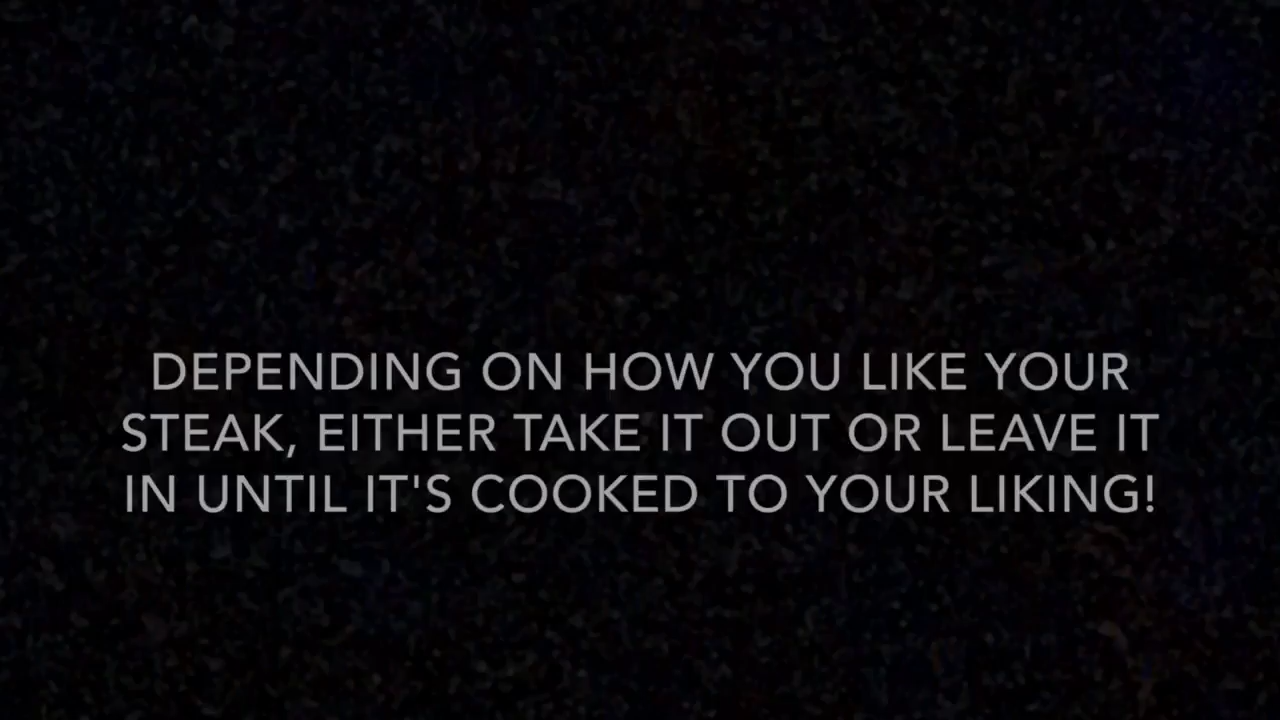 DEPENDING ON HOW YOU LIKE YOUR
STEAK, EITHER TAKE IT OUT OR LEAVE IT
IN UNTIL IT'S COOKED TO YOUR LIKING!